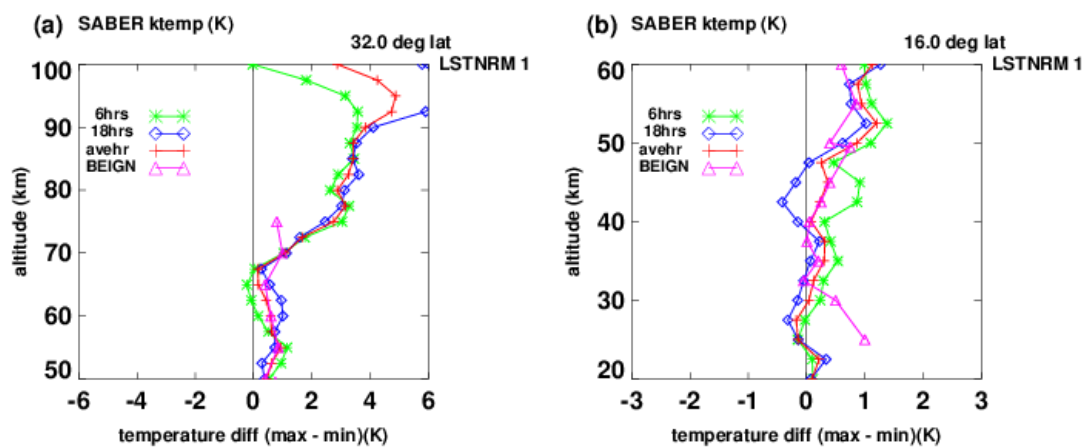 (a) SABER ktemp (K)
32.0 deg lat
LSTNRM 1
100
90
80
70
60
50
altitude (km)
6hrs
18hrs
avehr
BEIGN
-6 -4 -2 0 2 4 6
temperature diff (max - min)(K)
(b) SABER ktemp (K)
16.0 deg lat
LSTNRM 1
60
50
40
30
20
altitude (km)
6hrs
18hrs
avehr
BEIGN
-3 -2 -1 0 1 2 3
temperature diff (max - min)(K)